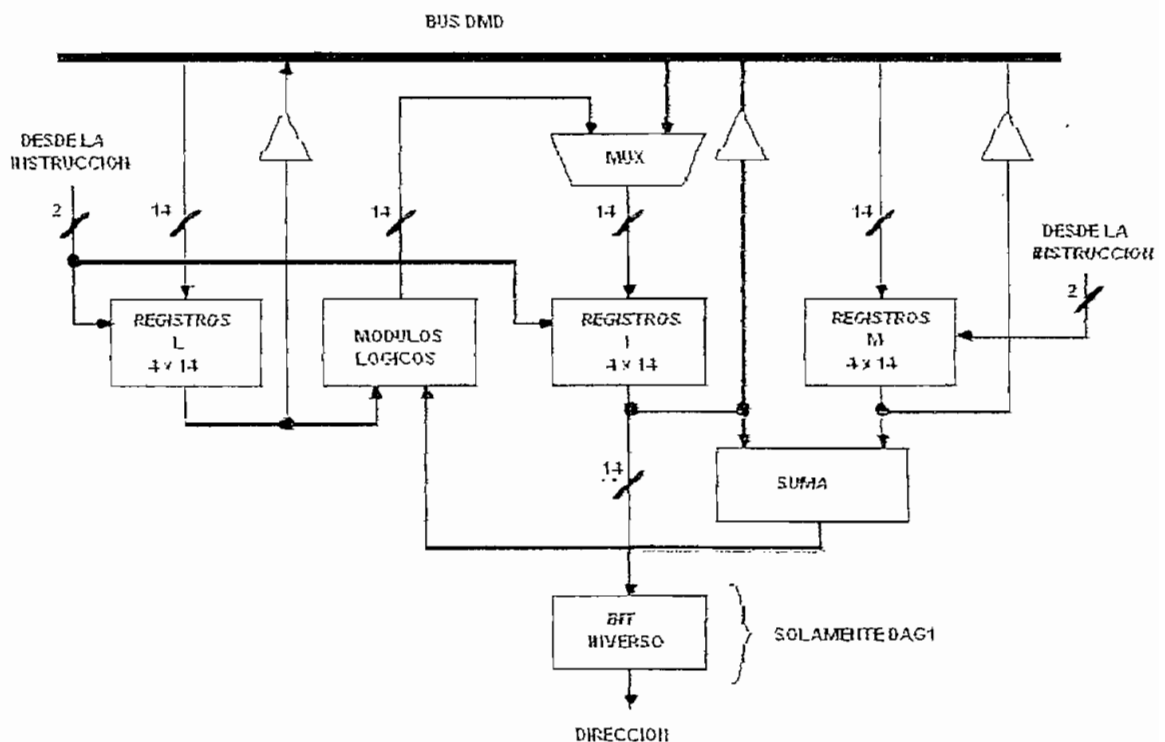 BUS DMD
DESDE LA
INSTRUCCION
2
14
14
MUX
14
14
DESDE LA
INSTRUCCION
2
REGISTROS
L
4 x 14
MODULOS
LOGICOS
REGISTROS
I
4 x 14
REGISTROS
M
4 x 14
14
SUMA
BIT
INVERSO
SOLAMENTE DAG1
DIRECCION